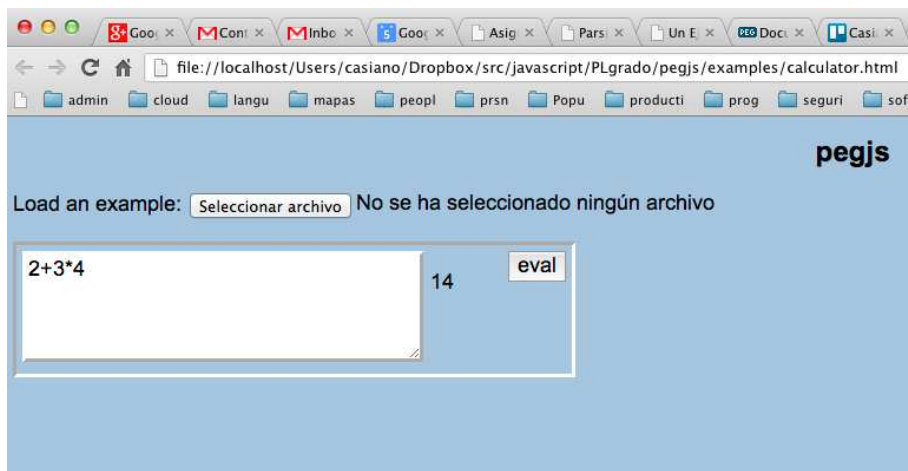 Goo Cont Inbo Goo Asig Pars Un E PEG Docu Casi
file://localhost/Users/casiano/Dropbox/src/javascript/PLgrado/pegjs/examples/calculator.html
admin cloud langu mapas peopl prsn Popu producti prog seguri sof
pegjs
Load an example: Seleccionar archivo No se ha seleccionado ningún archivo
2+3*4 14 eval